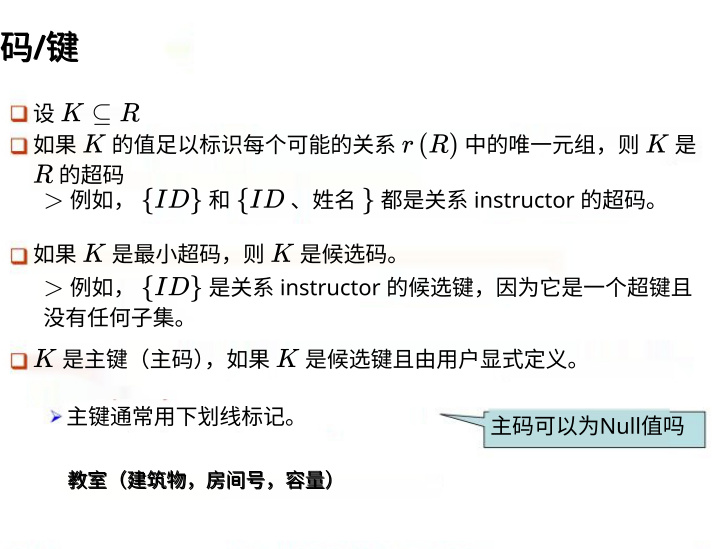 码/键
设 K ⊆ R
如果 K 的值足以标识每个可能的关系 r (R) 中的唯一元组，则 K 是
R 的超码
> 例如， {ID} 和 {ID 、姓名 } 都是关系 instructor 的超码。
如果 K 是最小超码，则 K 是候选码。
> 例如， {ID} 是关系 instructor 的候选键，因为它是一个超键且
没有任何子集。
K 是主键（主码），如果 K 是候选键且由用户显式定义。
主键通常用下划线标记。
主码可以为Null值吗
教室（建筑物，房间号，容量）